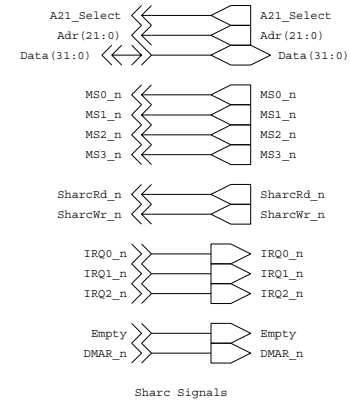 A21_Select A21_Select
Adr(21:0) Adr(21:0)
Data(31:0) Data(31:0)
MS0_n MS0_n
MS1_n MS1_n
MS2_n MS2_n
MS3_n MS3_n
SharcRd_n SharcRd_n
SharcWr_n SharcWr_n
IRQ0_n IRQ0_n
IRQ1_n IRQ1_n
IRQ2_n IRQ2_n
Empty Empty
DMAR_n DMAR_n
Sharc Signals